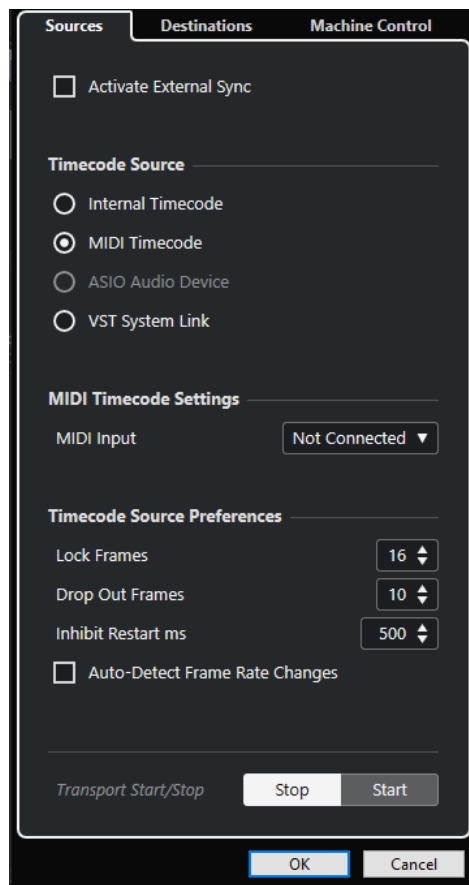 Sources Destinations Machine Control
Activate External Sync
Timecode Source
Internal Timecode
MIDI Timecode
ASIO Audio Device
VST System Link
MIDI Timecode Settings
MIDI Input Not Connected
Timecode Source Preferences
Lock Frames 16
Drop Out Frames 10
Inhibit Restart ms 500
Auto-Detect Frame Rate Changes
Transport Start/Stop Stop Start
OK Cancel